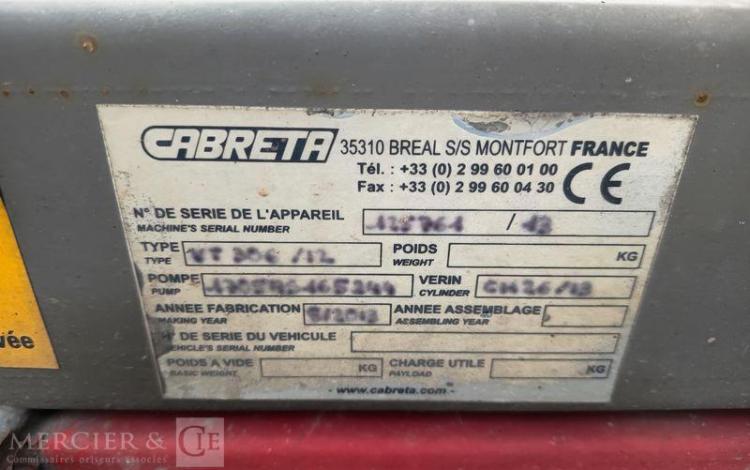 CABRETA 35310 BREAL S/S MONTFORT FRANCE
Tél. : +33 (0) 2 99 60 01 00
Fax : +33 (0) 2 99 60 04 30
CE
N° DE SERIE DE L'APPAREIL / 12
MACHINE'S SERIAL NUMBER
TYPE /12 POIDS KG
TYPE WEIGHT
POMPE VERIN
PUMP CYLINDER
ANNEE FABRICATION ANNEE ASSEMBLAGE
MAKING YEAR ASSEMBLING YEAR
N° DE SERIE DU VEHICULE
VEHICLE'S SERIAL NUMBER
POIDS A VIDE KG CHARGE UTILE KG
BASIC WEIGHT PAYLOAD
- www.cabreta.com -
vée
MERCIER & CIE
Commissaires priseurs associés